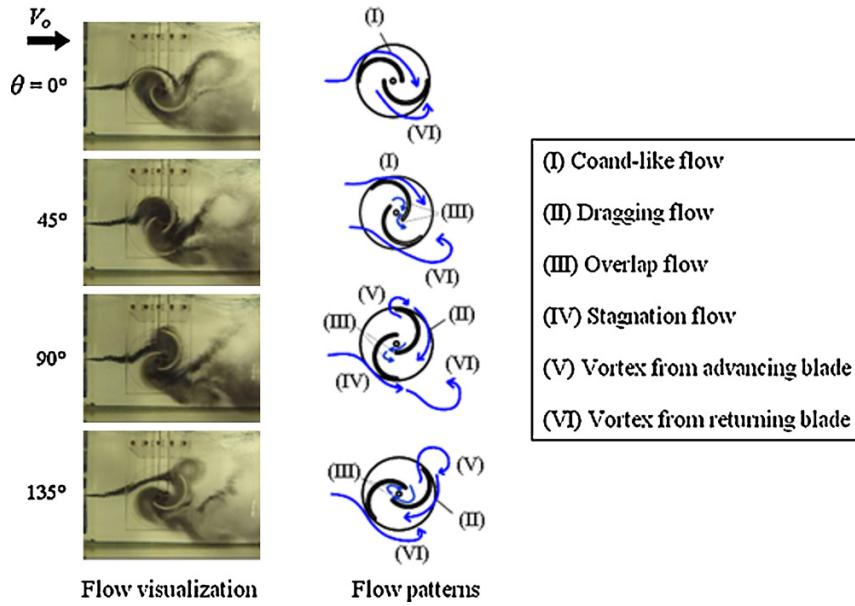 Vo
θ = 0°
(I)
(VI)
45°
(I)
(III)
(VI)
90°
(V)
(III)
(II)
(VI)
(IV)
135°
(V)
(III)
(II)
(VI)
Flow visualization
Flow patterns
(I) Coand-like flow
(II) Dragging flow
(III) Overlap flow
(IV) Stagnation flow
(V) Vortex from advancing blade
(VI) Vortex from returning blade